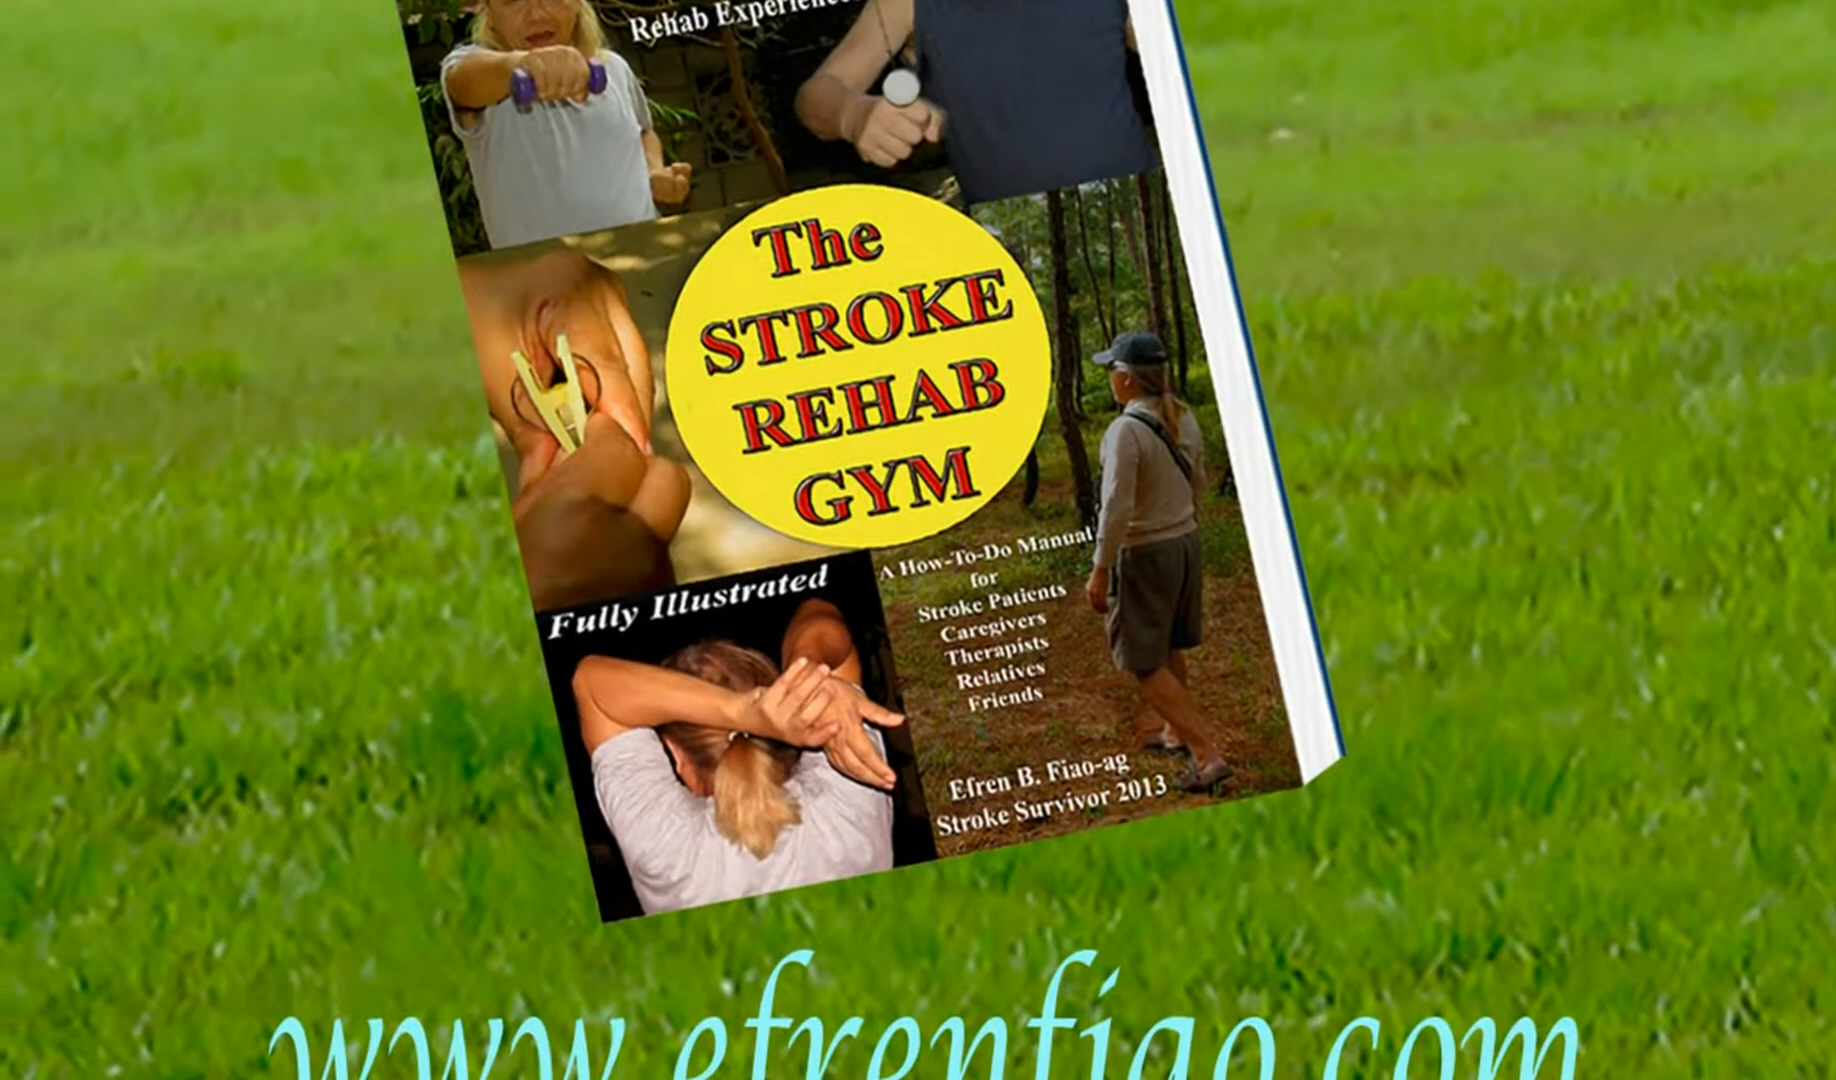 Rehab Experiences
The
STROKE
REHAB
GYM
Fully Illustrated
A How-To-Do Manual
for
Stroke Patients
Caregivers
Therapists
Relatives
Friends
Efren B. Fiao-ag
Stroke Survivor 2013
www.efrenfiao.com